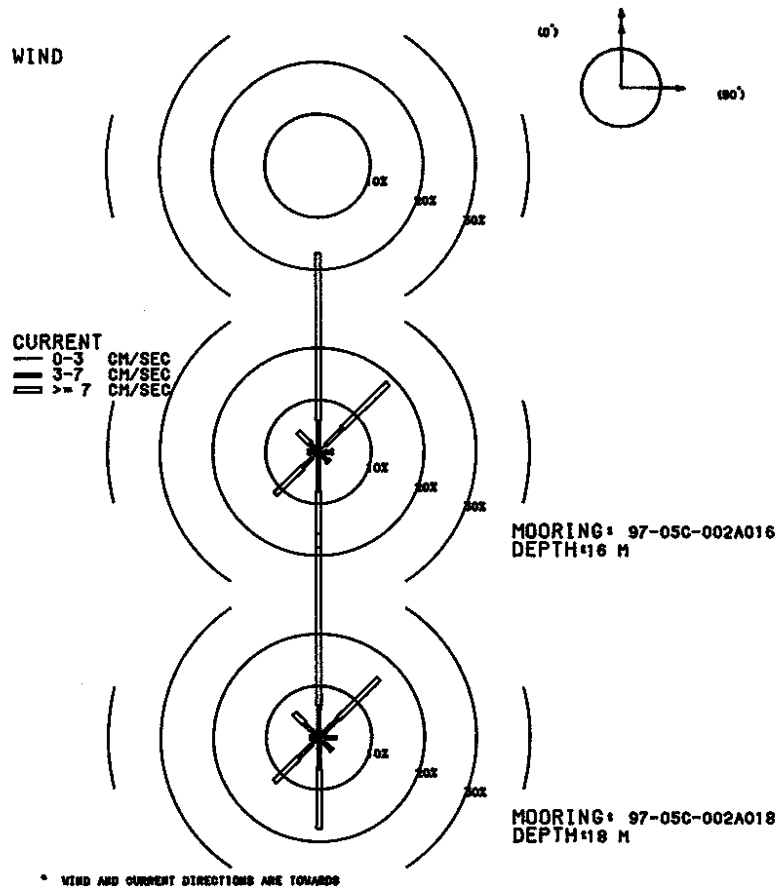 WIND
(0°)
(90°)
10%
20%
30%
CURRENT
0-3 CM/SEC
3-7 CM/SEC
>= 7 CM/SEC
10%
20%
30%
MOORING: 97-05C-002A016
DEPTH:16 M
10%
20%
30%
MOORING: 97-05C-002A018
DEPTH:18 M
* WIND AND CURRENT DIRECTIONS ARE TOWARDS